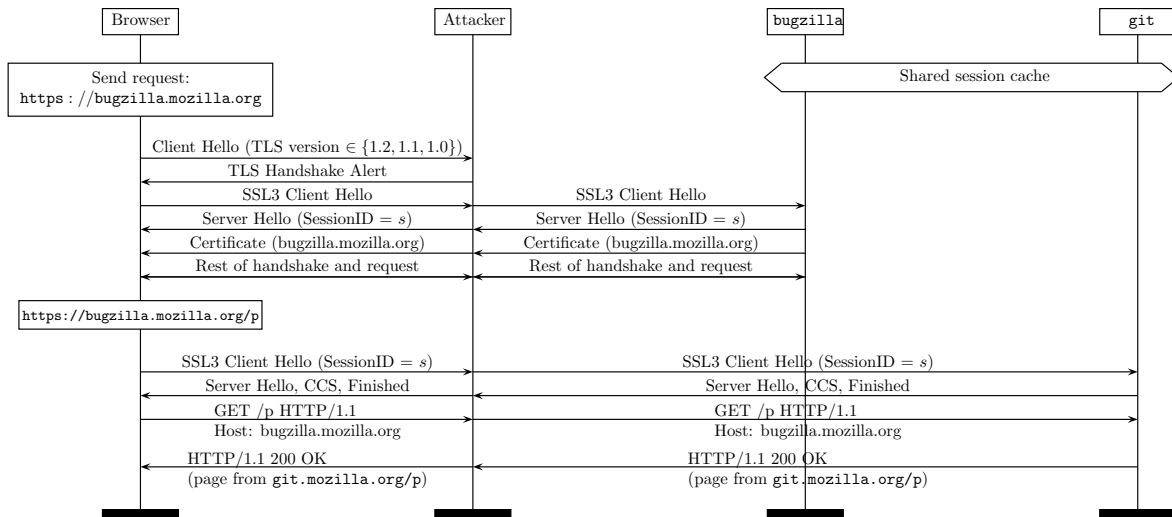 Browser Attacker bugzilla git
Send request:
https://bugzilla.mozilla.org
Shared session cache
Client Hello (TLS version ∈ {1.2, 1.1, 1.0})
TLS Handshake Alert
SSL3 Client Hello SSL3 Client Hello
Server Hello (SessionID = s) Server Hello (SessionID = s)
Certificate (bugzilla.mozilla.org) Certificate (bugzilla.mozilla.org)
Rest of handshake and request Rest of handshake and request
https://bugzilla.mozilla.org/p
SSL3 Client Hello (SessionID = s) SSL3 Client Hello (SessionID = s)
Server Hello, CCS, Finished Server Hello, CCS, Finished
GET /p HTTP/1.1 GET /p HTTP/1.1
Host: bugzilla.mozilla.org Host: bugzilla.mozilla.org
HTTP/1.1 200 OK HTTP/1.1 200 OK
(page from git.mozilla.org/p) (page from git.mozilla.org/p)